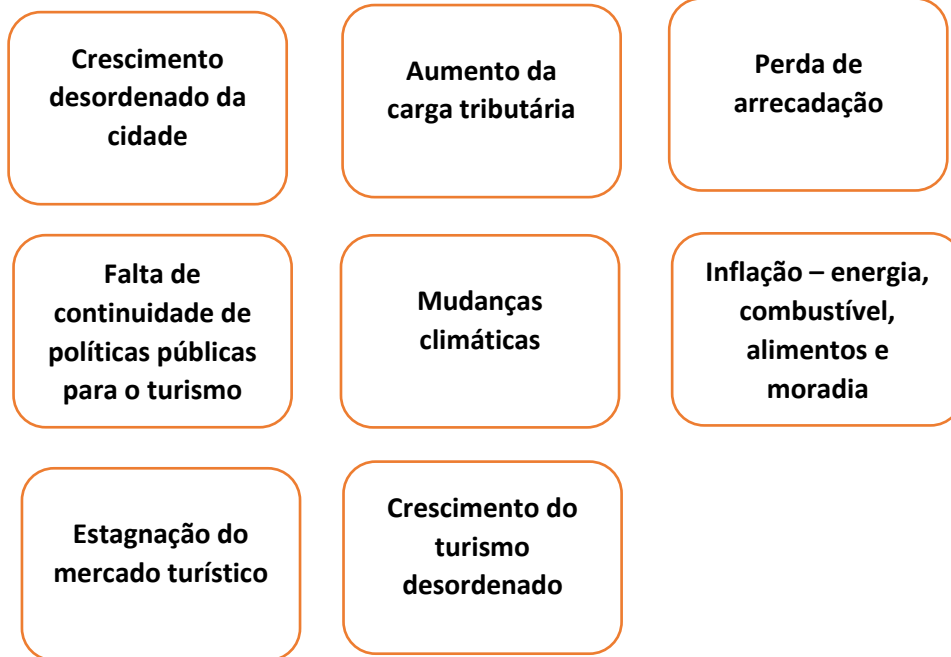 Crescimento
desordenado da
cidade
Aumento da
carga tributária
Perda de
arrecadação
Falta de
continuidade de
políticas públicas
para o turismo
Mudanças
climáticas
Inflação – energia,
combustível,
alimentos e
moradia
Estagnação do
mercado turístico
Crescimento do
turismo
desordenado